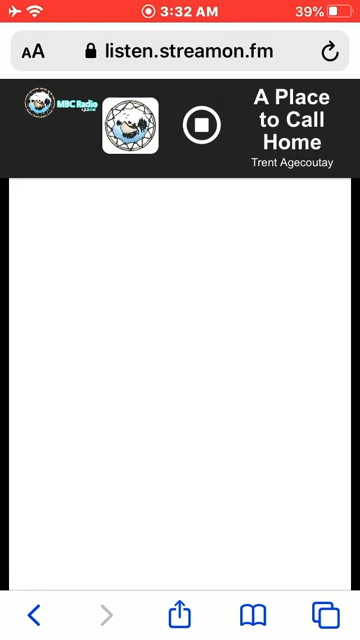 3:32 AM
39%
AA
listen.streamon.fm
MBC Radio
A Place
to Call
Home
Trent Agecoutay